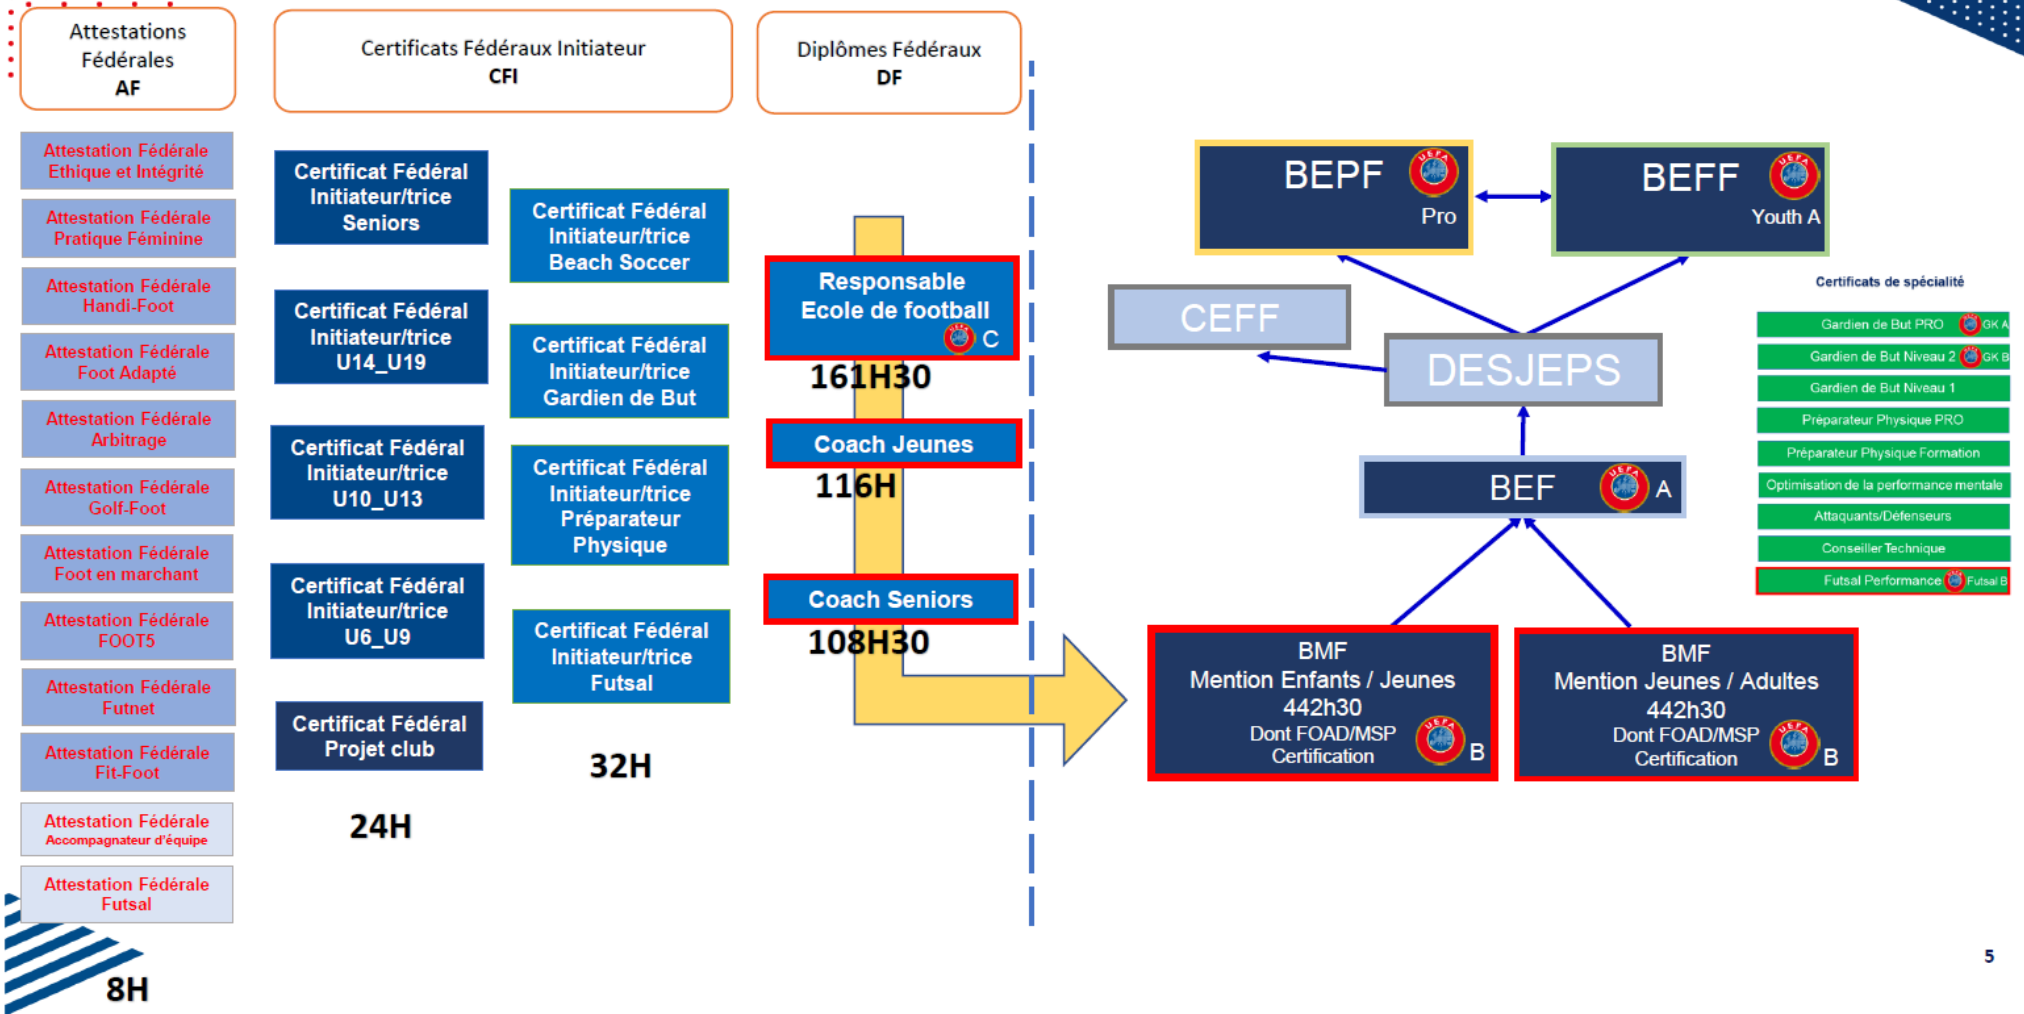 Attestations
Fédérales
AF
Attestation Fédérale
Ethique et Intégrité
Attestation Fédérale
Pratique Féminine
Attestation Fédérale
Handi-Foot
Attestation Fédérale
Foot Adapté
Attestation Fédérale
Arbitrage
Attestation Fédérale
Golf-Foot
Attestation Fédérale
Foot en marchant
Attestation Fédérale
FOOT5
Attestation Fédérale
Futnet
Attestation Fédérale
Fit-Foot
Attestation Fédérale
Accompagnateur d'équipe
Attestation Fédérale
Futsal
8H
Certificats Fédéraux Initiateur
CFI
Certificat Fédéral
Initiateur/trice
Seniors
Certificat Fédéral
Initiateur/trice
U14_U19
Certificat Fédéral
Initiateur/trice
U10_U13
Certificat Fédéral
Initiateur/trice
U6_U9
Certificat Fédéral
Projet club
24H
Certificat Fédéral
Initiateur/trice
Beach Soccer
Certificat Fédéral
Initiateur/trice
Gardien de But
Certificat Fédéral
Initiateur/trice
Préparateur
Physique
Certificat Fédéral
Initiateur/trice
Futsal
32H
Diplômes Fédéraux
DF
Responsable
Ecole de football
UEFA C
161H30
Coach Jeunes
116H
Coach Seniors
108H30
BEPF UEFA
Pro
BEFF UEFA
Youth A
CEFF
DESJEPS
BEF UEFA A
BMF
Mention Enfants / Jeunes
442h30
Dont FOAD/MSP
Certification
UEFA B
BMF
Mention Jeunes / Adultes
442h30
Dont FOAD/MSP
Certification
UEFA B
Certificats de spécialité
Gardien de But PRO UEFA GK A
Gardien de But Niveau 2 UEFA GK B
Gardien de But Niveau 1
Préparateur Physique PRO
Préparateur Physique Formation
Optimisation de la performance mentale
Attaquants/Défenseurs
Conseiller Technique
Futsal Performance UEFA Futsal B
5